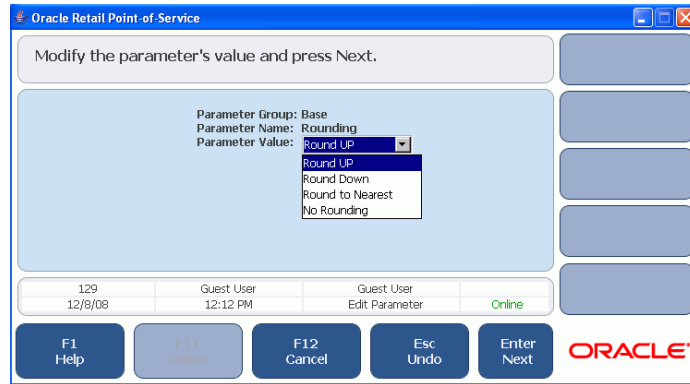 Oracle Retail Point-of-Service
Modify the parameter's value and press Next.
Parameter Group: Base
Parameter Name: Rounding
Parameter Value: Round UP
Round UP
Round Down
Round to Nearest
No Rounding
129 Guest User Guest User
12/8/08 12:12 PM Edit Parameter Online
F1 F11 F12 Esc Enter
Help Delete Cancel Undo Next
ORACLE